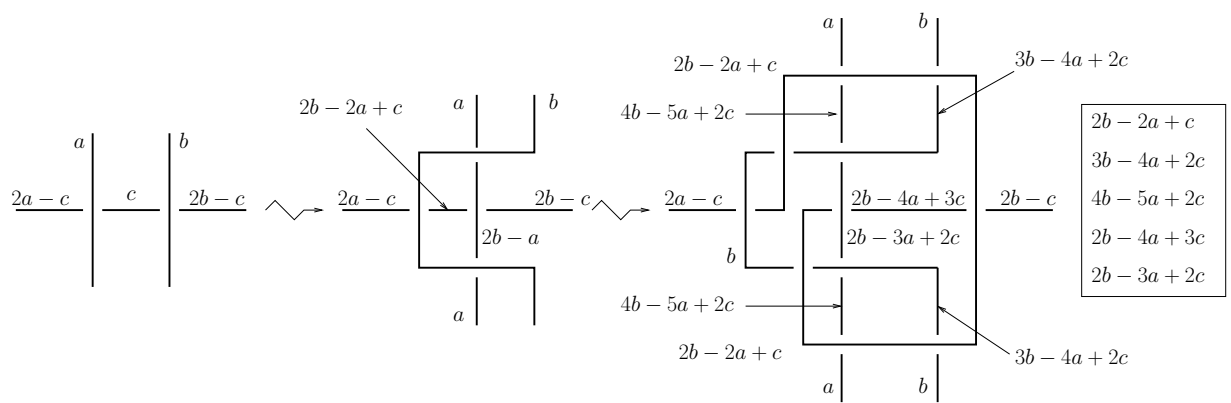 a
b
2a − c
c
2b − c
2b − 2a + c
a
b
2a − c
2b − c
2b − a
a
a
b
2b − 2a + c
3b − 4a + 2c
4b − 5a + 2c
2a − c
2b − 4a + 3c
2b − c
2b − 3a + 2c
b
4b − 5a + 2c
2b − 2a + c
3b − 4a + 2c
a
b
2b − 2a + c
3b − 4a + 2c
4b − 5a + 2c
2b − 4a + 3c
2b − 3a + 2c